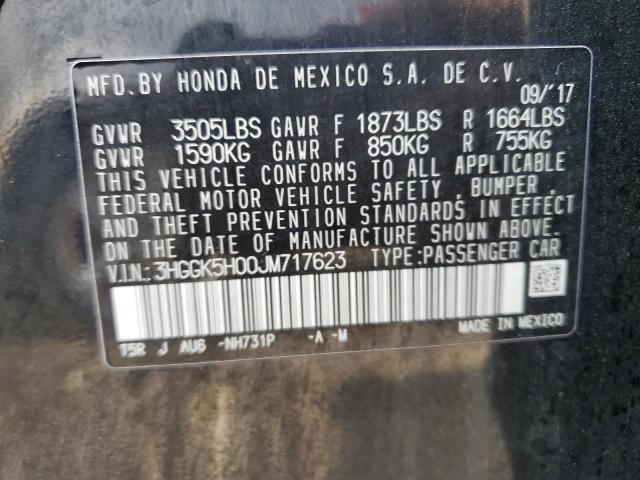 MFD. BY HONDA DE MEXICO S.A. DE C.V.
09/'17
GVWR 3505LBS GAWR F 1873LBS R 1664LBS
GVWR 1590KG GAWR F 850KG R 755KG
THIS VEHICLE CONFORMS TO ALL APPLICABLE
FEDERAL MOTOR VEHICLE SAFETY, BUMPER,
AND THEFT PREVENTION STANDARDS IN EFFECT
ON THE DATE OF MANUFACTURE SHOWN ABOVE.
V.I.N.: 3HGGK5H00JM717623 TYPE:PASSENGER CAR
T5R J AU6 -NH731P -A -M
MADE IN MEXICO